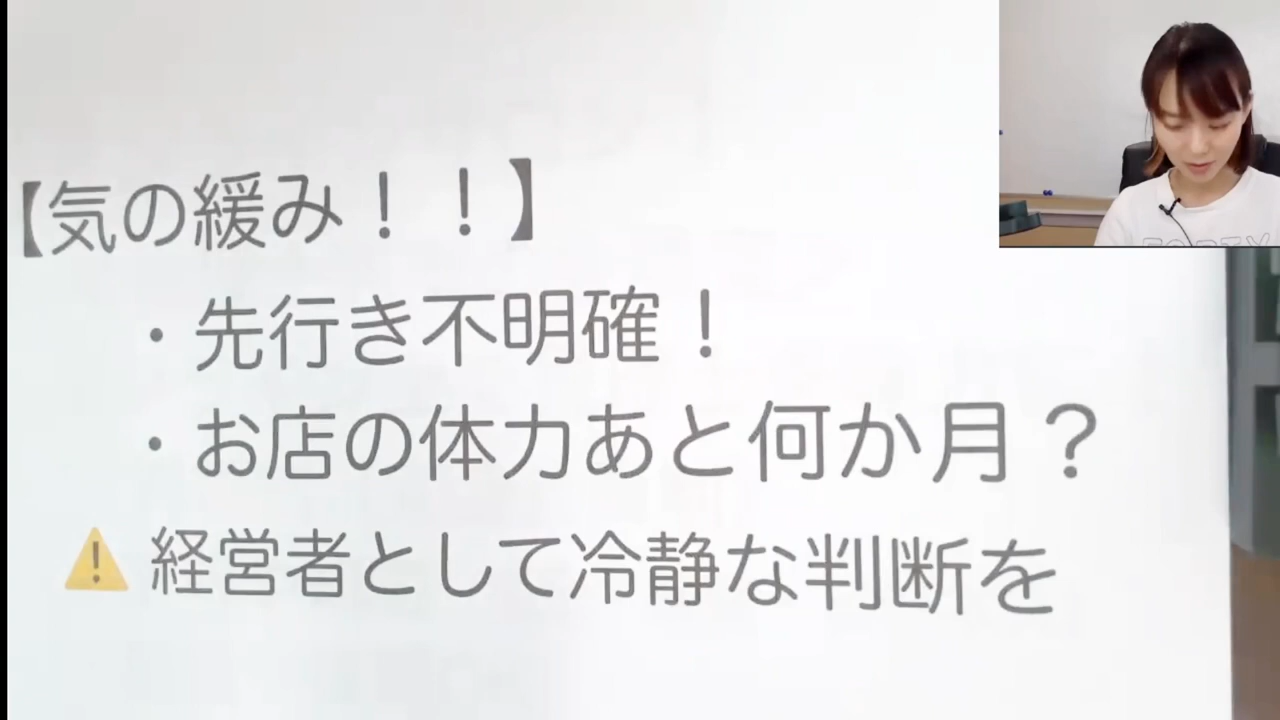 【気の緩み！！】
・先行き不明確！
・お店の体力あと何か月？
⚠経営者として冷静な判断を